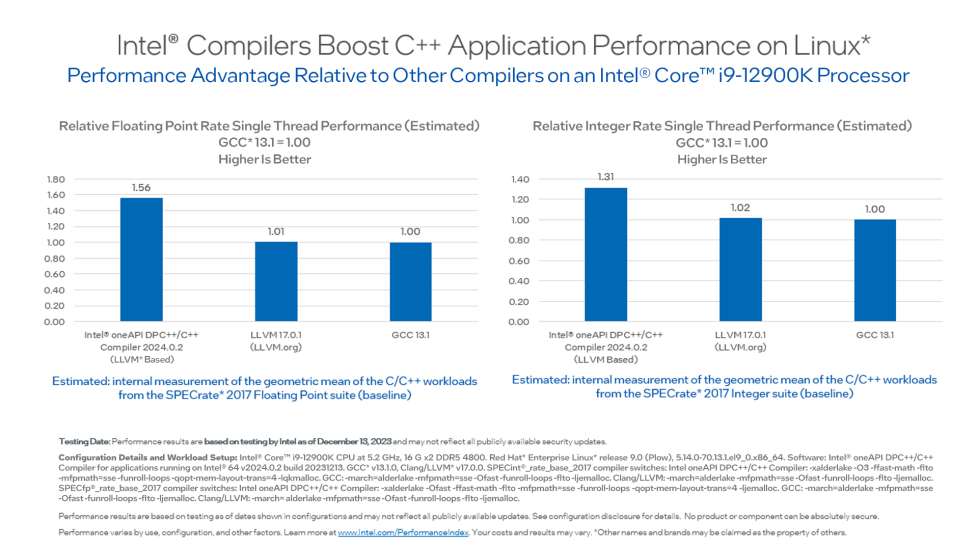 Intel® Compilers Boost C++ Application Performance on Linux*
Performance Advantage Relative to Other Compilers on an Intel® Core™ i9-12900K Processor
Relative Floating Point Rate Single Thread Performance (Estimated)
GCC* 13.1 = 1.00
Higher Is Better
1.80
1.60
1.40
1.20
1.00
0.80
0.60
0.40
0.20
0.00
1.56
1.01
1.00
Intel® oneAPI DPC++/C++
Compiler 2024.0.2
(LLVM* Based)
LLVM 17.0.1
(LLVM.org)
GCC 13.1
Estimated: internal measurement of the geometric mean of the C/C++ workloads
from the SPECrate* 2017 Floating Point suite (baseline)
Relative Integer Rate Single Thread Performance (Estimated)
GCC* 13.1 = 1.00
Higher Is Better
1.40
1.20
1.00
0.80
0.60
0.40
0.20
0.00
1.31
1.02
1.00
Intel® oneAPI DPC++/C++
Compiler 2024.0.2
(LLVM Based)
LLVM 17.0.1
(LLVM.org)
GCC 13.1
Estimated: internal measurement of the geometric mean of the C/C++ workloads
from the SPECrate* 2017 Integer suite (baseline)
Testing Date: Performance results are based on testing by Intel as of December 13, 2023 and may not reflect all publicly available security updates.
Configuration Details and Workload Setup: Intel® Core™ i9-12900K CPU at 5.2 GHz, 16 G x2 DDR5 4800. Red Hat* Enterprise Linux* release 9.0 (Plow), 5.14.0-70.13.1.el9_0.x86_64. Software: Intel® oneAPI DPC++/C++
Compiler for applications running on Intel® 64 v2024.0.2 build 20231213. GCC* v13.1.0, Clang/LLVM* v17.0.0. SPECint®_rate_base_2017 compiler switches: Intel oneAPI DPC++/C++ Compiler: -xalderlake -O3 -ffast-math -flto
-mfpmath=sse -funroll-loops -qopt-mem-layout-trans=4 -lqkmalloc. GCC: -march=alderlake -mfpmath=sse -Ofast -funroll-loops -flto -ljemalloc. Clang/LLVM: -march=alderlake -mfpmath=sse -Ofast -funroll-loops -flto -ljemalloc.
SPECfp®_rate_base_2017 compiler switches: Intel oneAPI DPC++/C++ Compiler: -xalderlake -Ofast -ffast-math -flto -mfpmath=sse -funroll-loops -qopt-mem-layout-trans=4 -ljemalloc. GCC: -march=alderlake -mfpmath=sse
-Ofast -funroll-loops -flto -ljemalloc. Clang/LLVM: -march= alderlake -mfpmath=sse -Ofast -funroll-loops -flto -ljemalloc.
Performance results are based on testing as of dates shown in configurations and may not reflect all publicly available updates. See configuration disclosure for details. No product or component can be absolutely secure.
Performance varies by use, configuration, and other factors. Learn more at www.intel.com/PerformanceIndex. Your costs and results may vary. *Other names and brands may be claimed as the property of others.